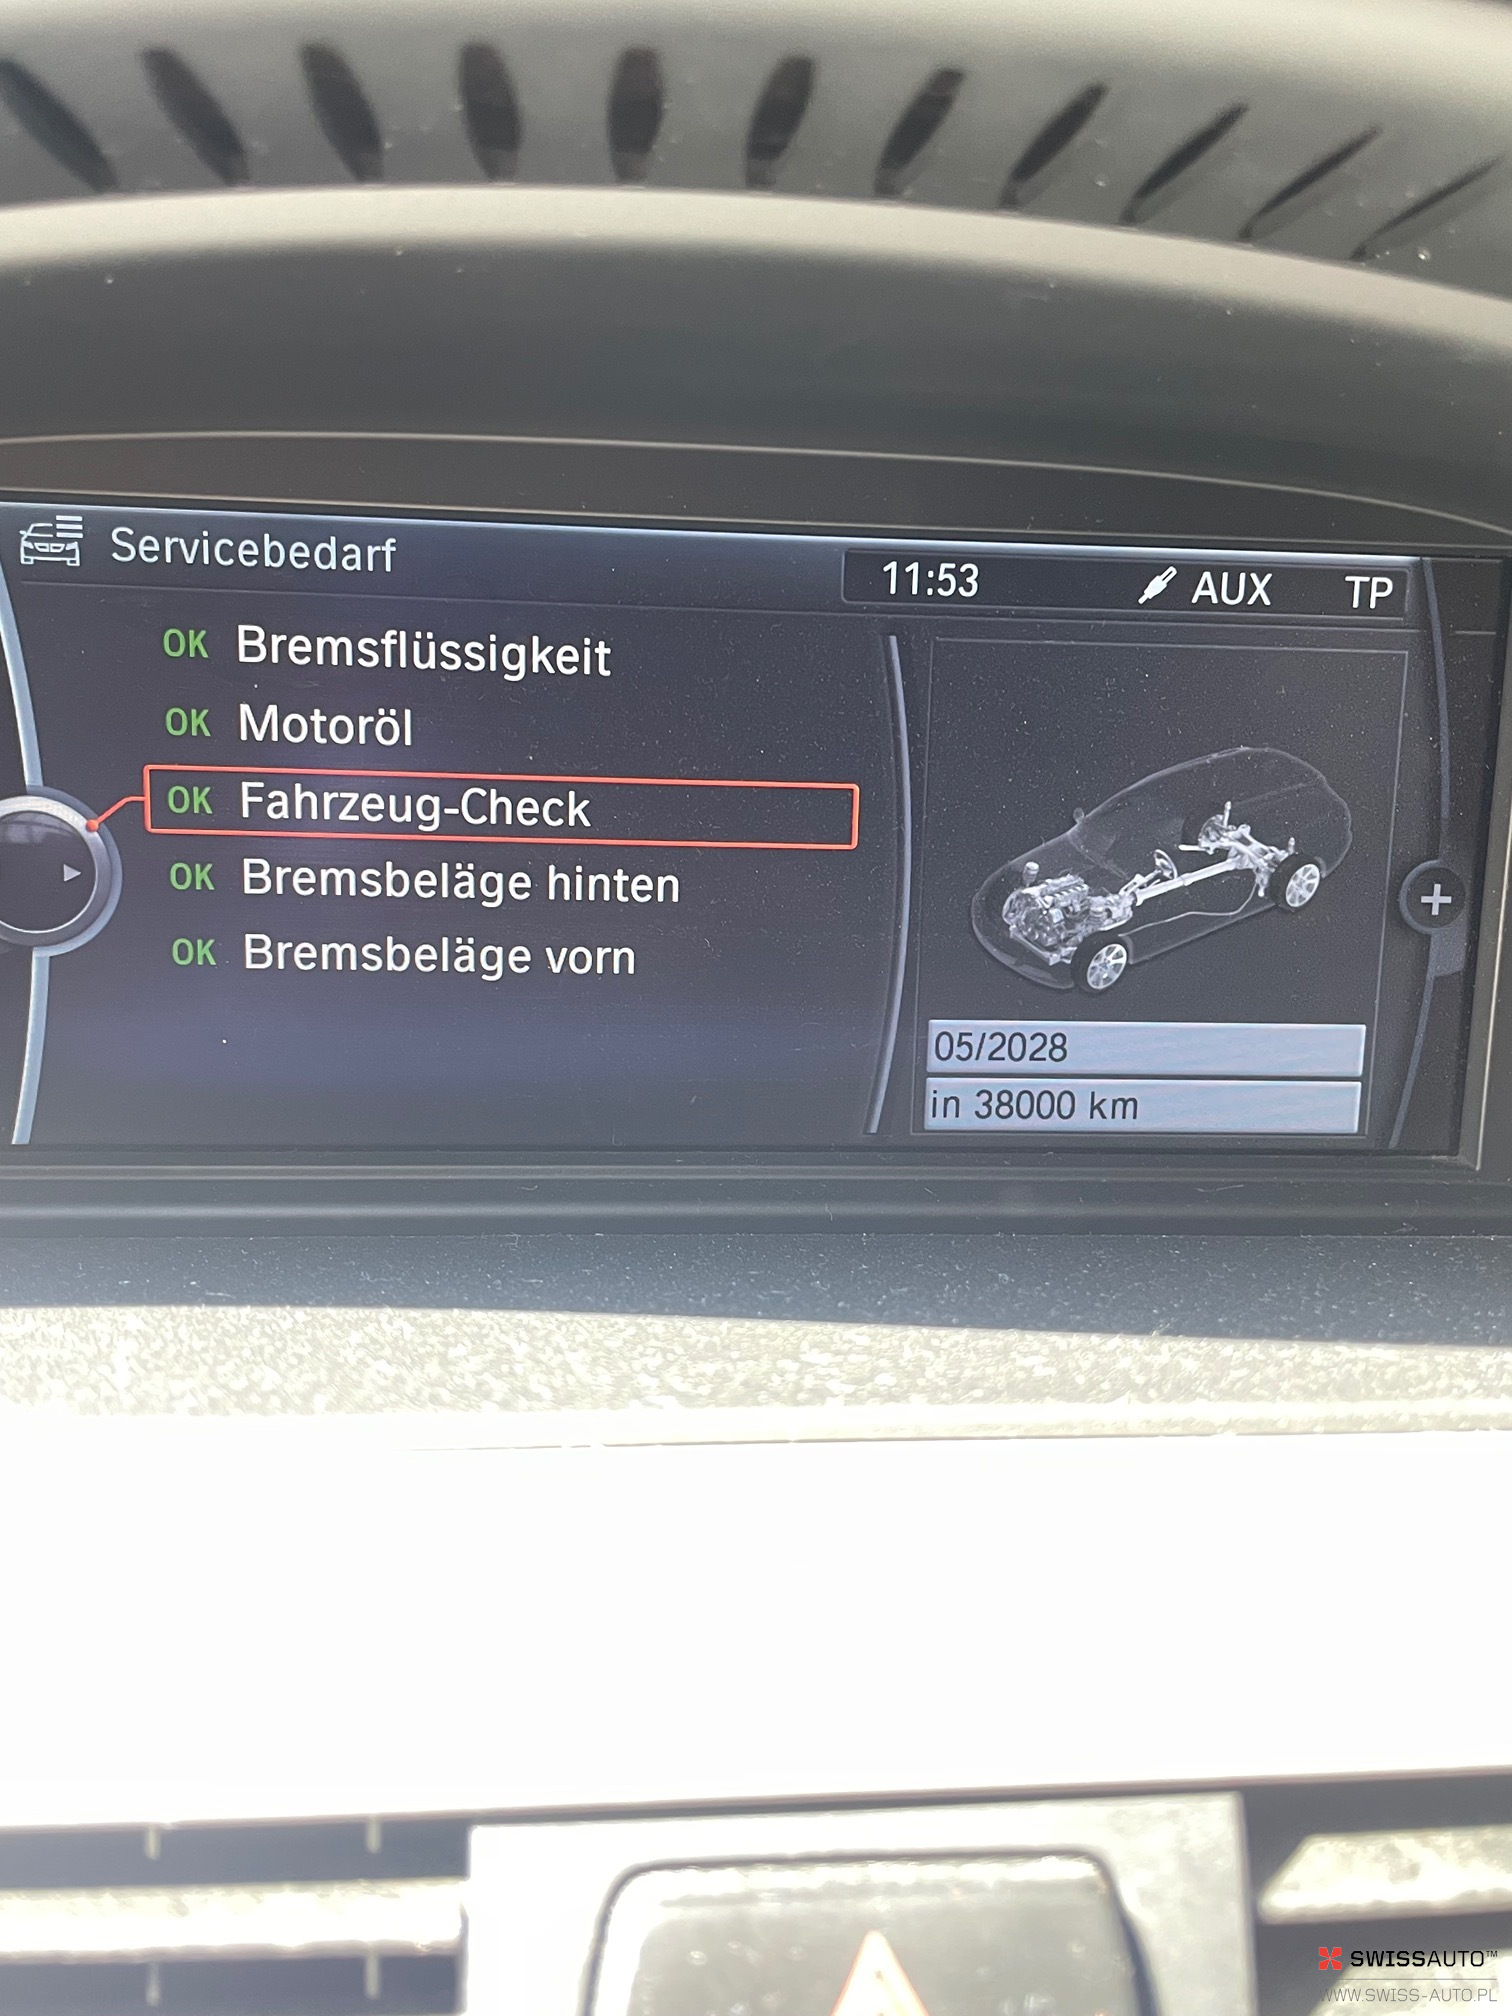 Servicebedarf
11:53 AUX TP
OK Bremsflüssigkeit
OK Motoröl
OK Fahrzeug-Check
OK Bremsbeläge hinten
OK Bremsbeläge vorn
05/2028
in 38000 km
SWISSAUTO™
WWW.SWISS-AUTO.PL